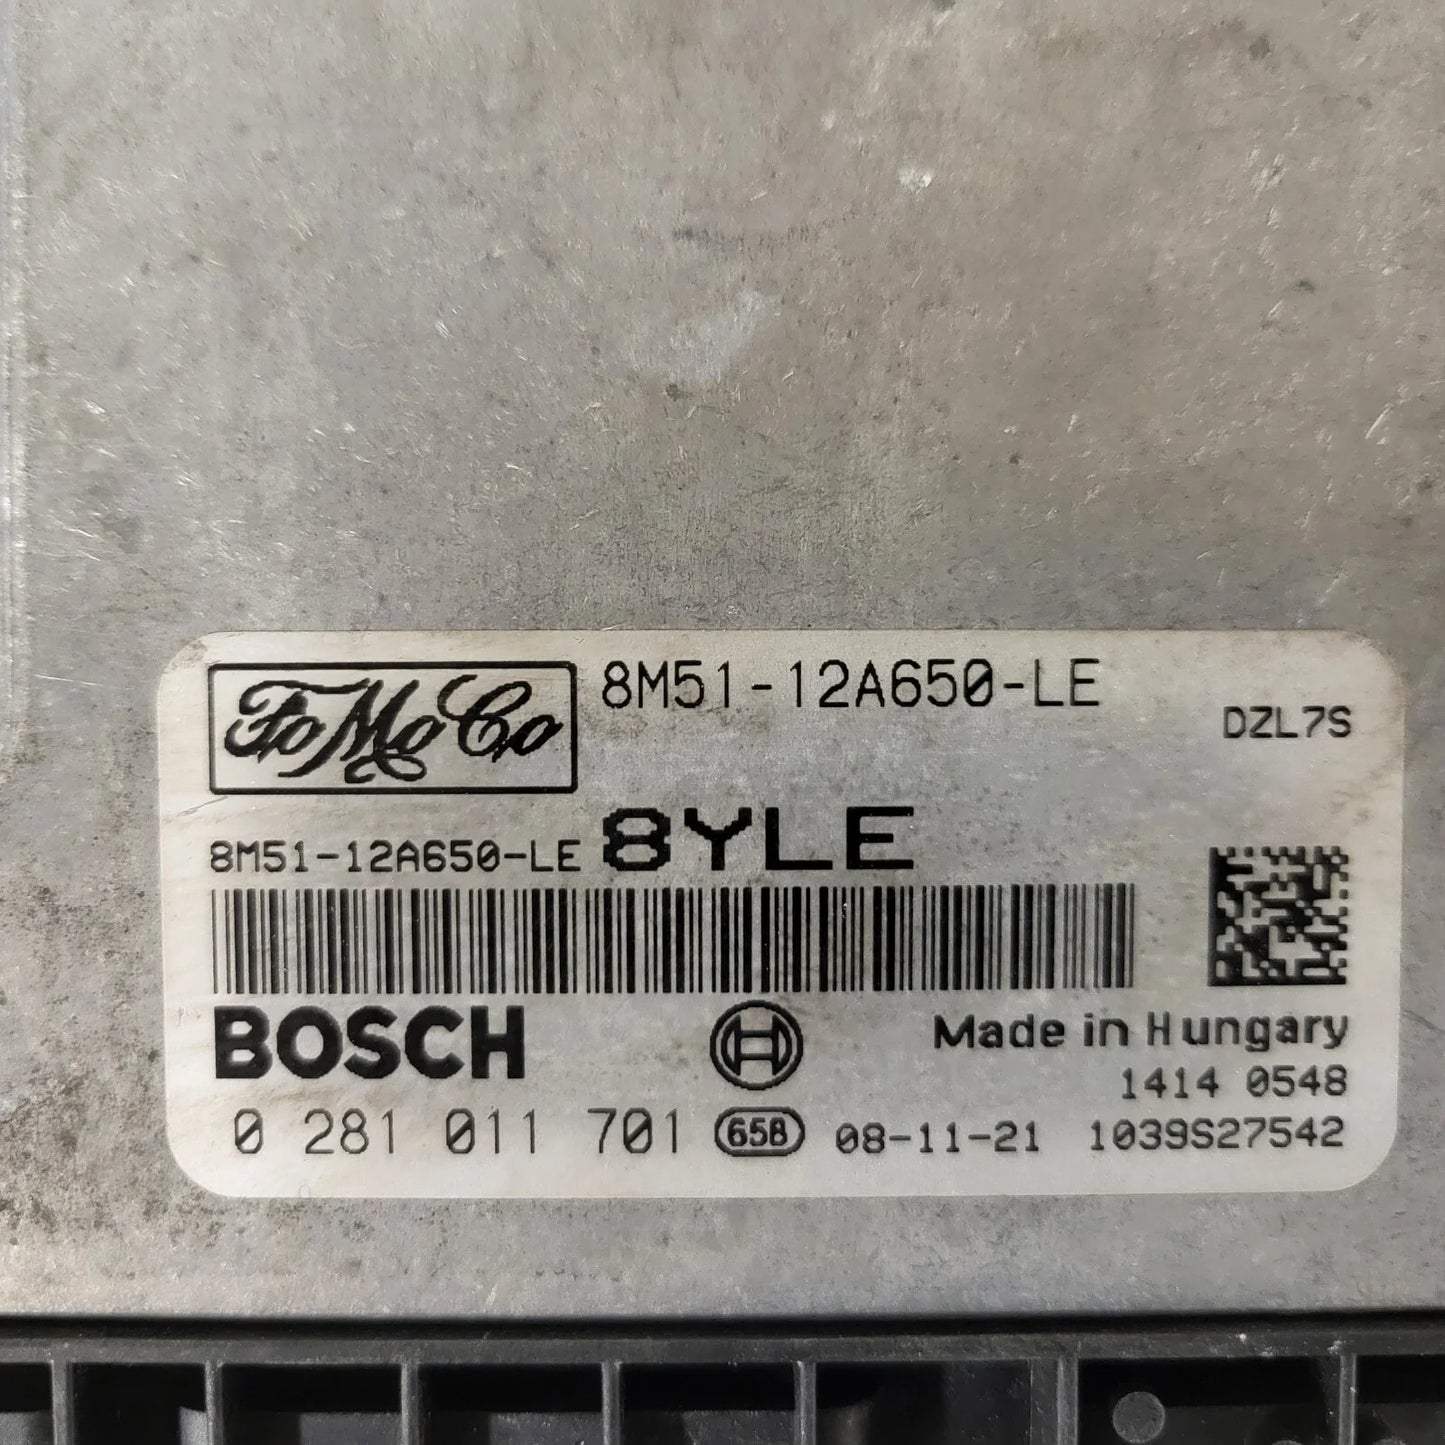 FoMoCo 8M51-12A650-LE
DZL7S
8M51-12A650-LE 8YLE
BOSCH
Made in Hungary
1414 0548
0 281 011 701 658 08-11-21 1039S27542